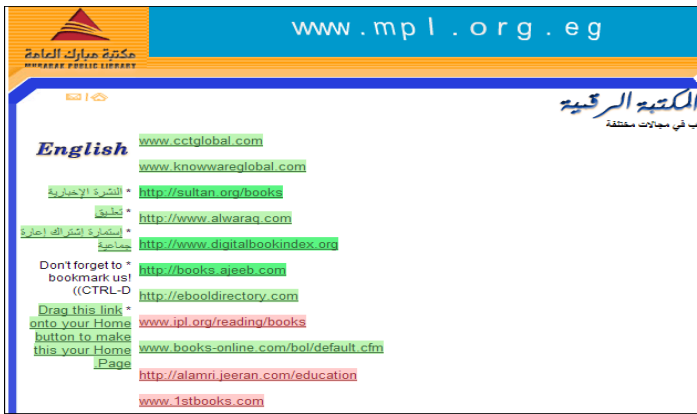 www.mpl.org.eg
مكتبة مبارك العامة
MUBARAK PUBLIC LIBRARY
المكتبة الرقمية
ب في مجالات مختلفة
English
* النشرة الإخبارية
* تعليق
* إستمارة إشتراك إعارة
جماعية
Don't forget to *
bookmark us!
((CTRL-D
Drag this link *
onto your Home
button to make
this your Home
.Page
www.cctglobal.com
www.knowwareglobal.com
http://sultan.org/books
http://www.alwaraq.com
http://www.digitalbookindex.org
http://books.ajeeb.com
http://ebooldirectory.com
www.ipl.org/reading/books
www.books-online.com/bol/default.cfm
http://alamri.jeeran.com/education
www.1stbooks.com